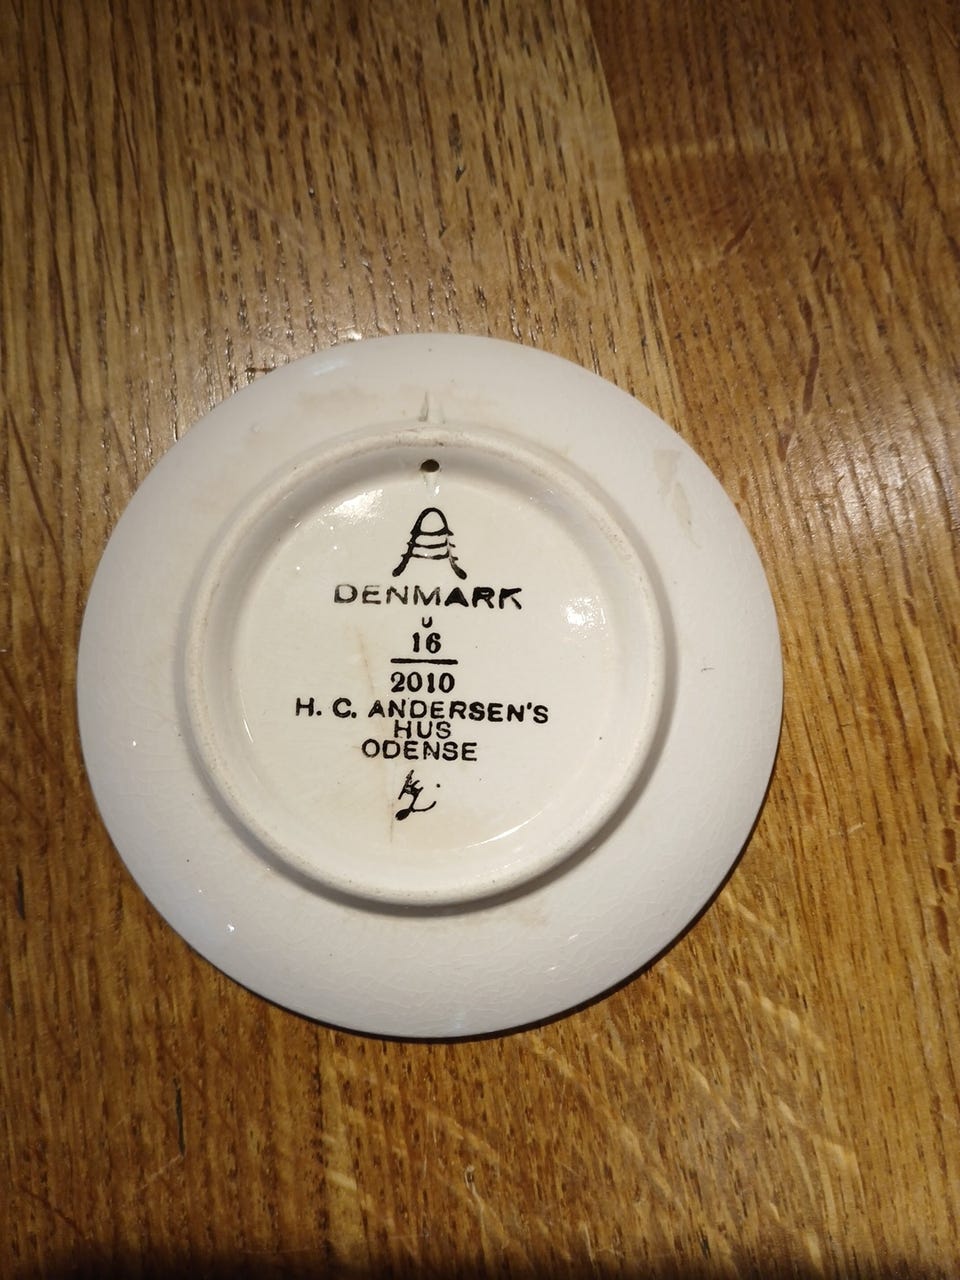 DENMARK
U
16
2010
H. C. ANDERSEN'S
HUS
ODENSE